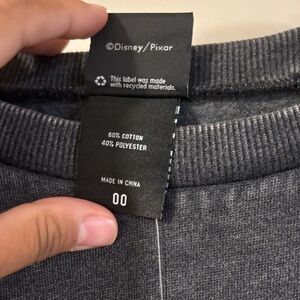 ©Disney/Pixar
This label was made
with recycled materials.
60% COTTON
40% POLYESTER
MADE IN CHINA
00